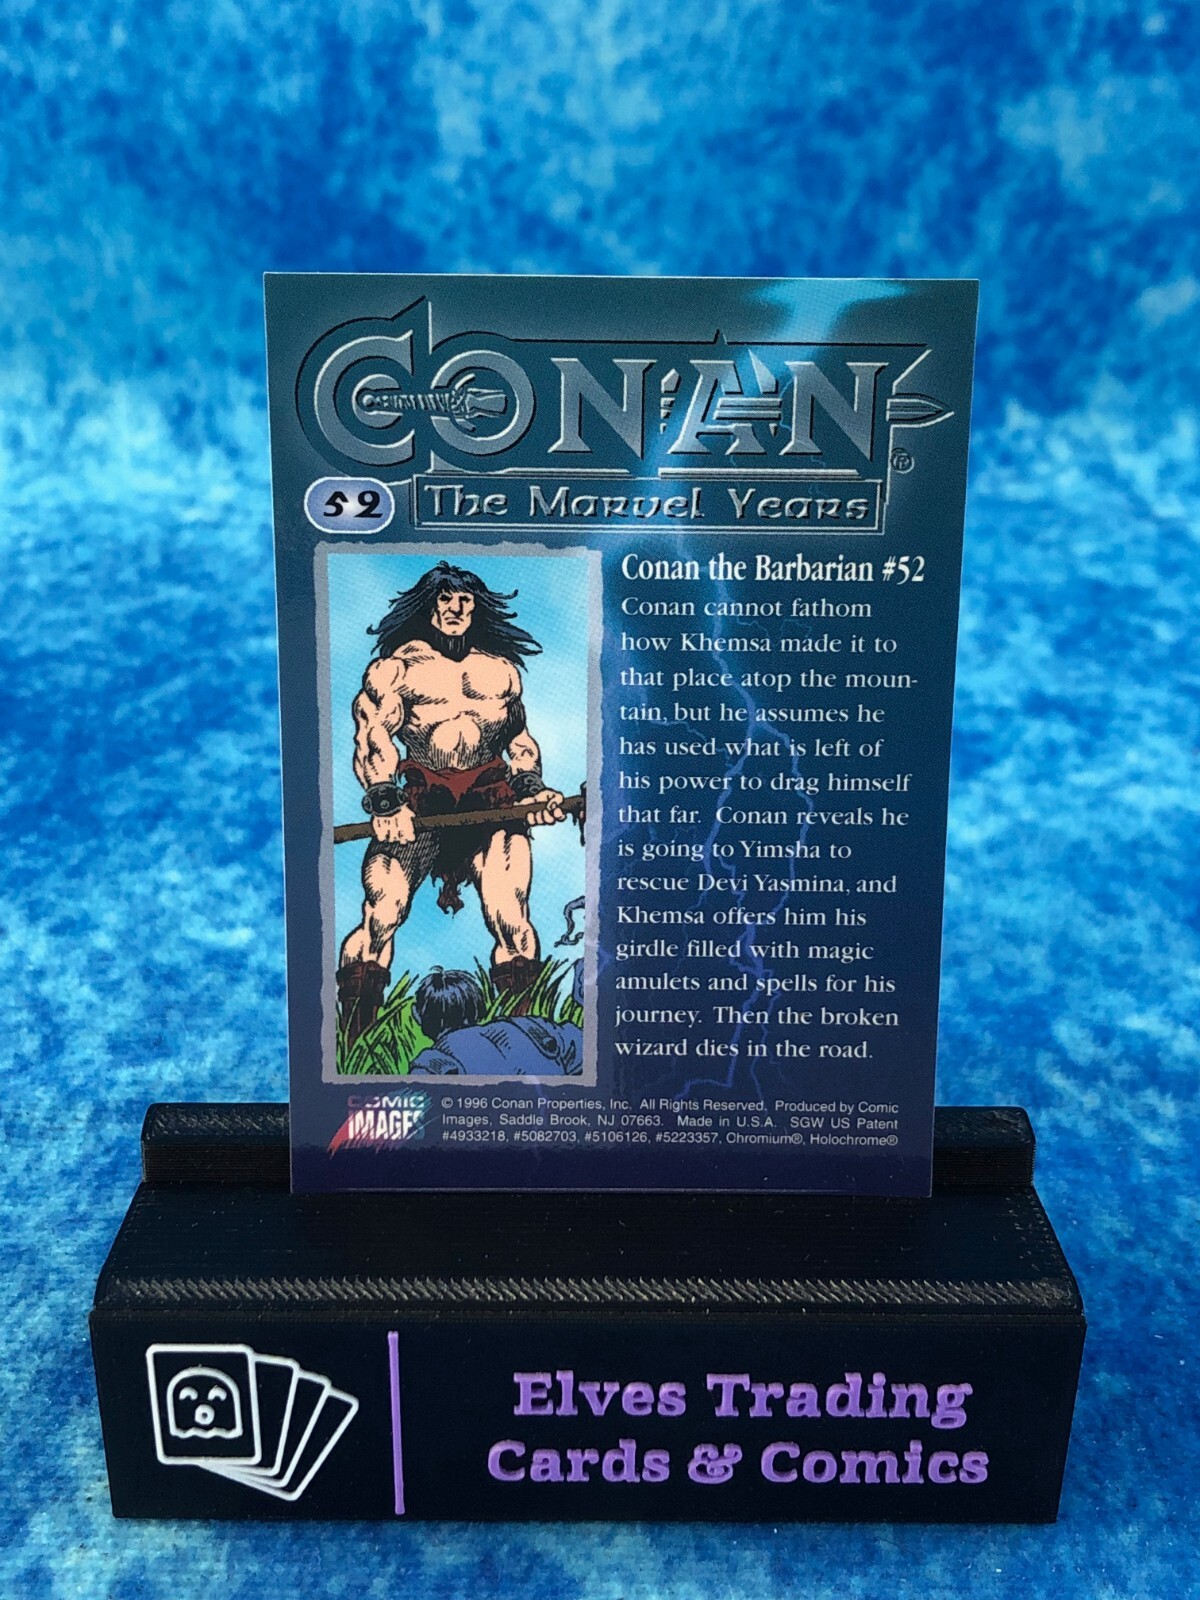 CONAN®
52
The Marvel Years
Conan the Barbarian #52
Conan cannot fathom
how Khemsa made it to
that place atop the moun-
tain, but he assumes he
has used what is left of
his power to drag himself
that far. Conan reveals he
is going to Yimsha to
rescue Devi Yasmina, and
Khemsa offers him his
girdle filled with magic
amulets and spells for his
journey. Then the broken
wizard dies in the road.
COMIC
IMAGES
© 1996 Conan Properties, Inc. All Rights Reserved. Produced by Comic
Images, Saddle Brook, NJ 07663. Made in U.S.A. SGW US Patent
#4933218, #5082703, #5106126, #5223357, Chromium®, Holochrome®
Elves Trading
Cards & Comics